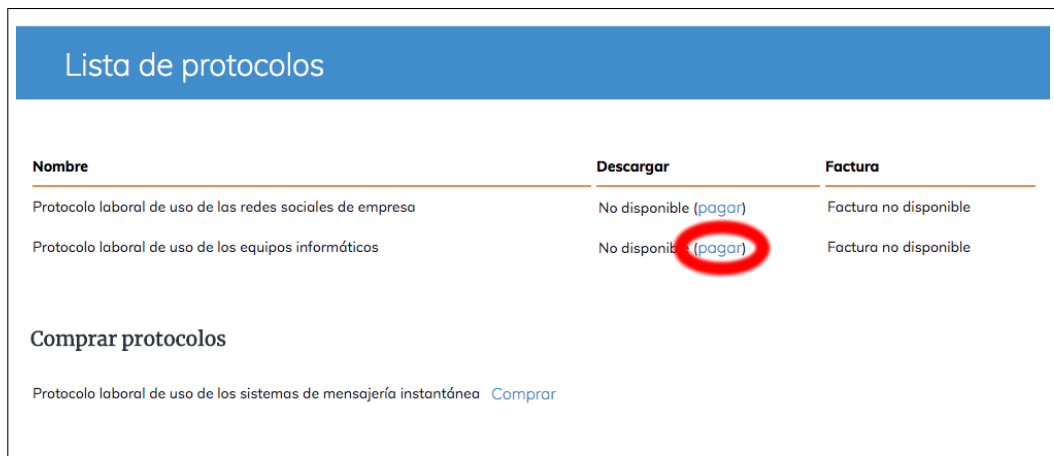 Lista de protocolos
Nombre Descargar Factura
Protocolo laboral de uso de las redes sociales de empresa No disponible (pagar) Factura no disponible
Protocolo laboral de uso de los equipos informáticos No disponible (pagar) Factura no disponible
Comprar protocolos
Protocolo laboral de uso de los sistemas de mensajería instantánea Comprar